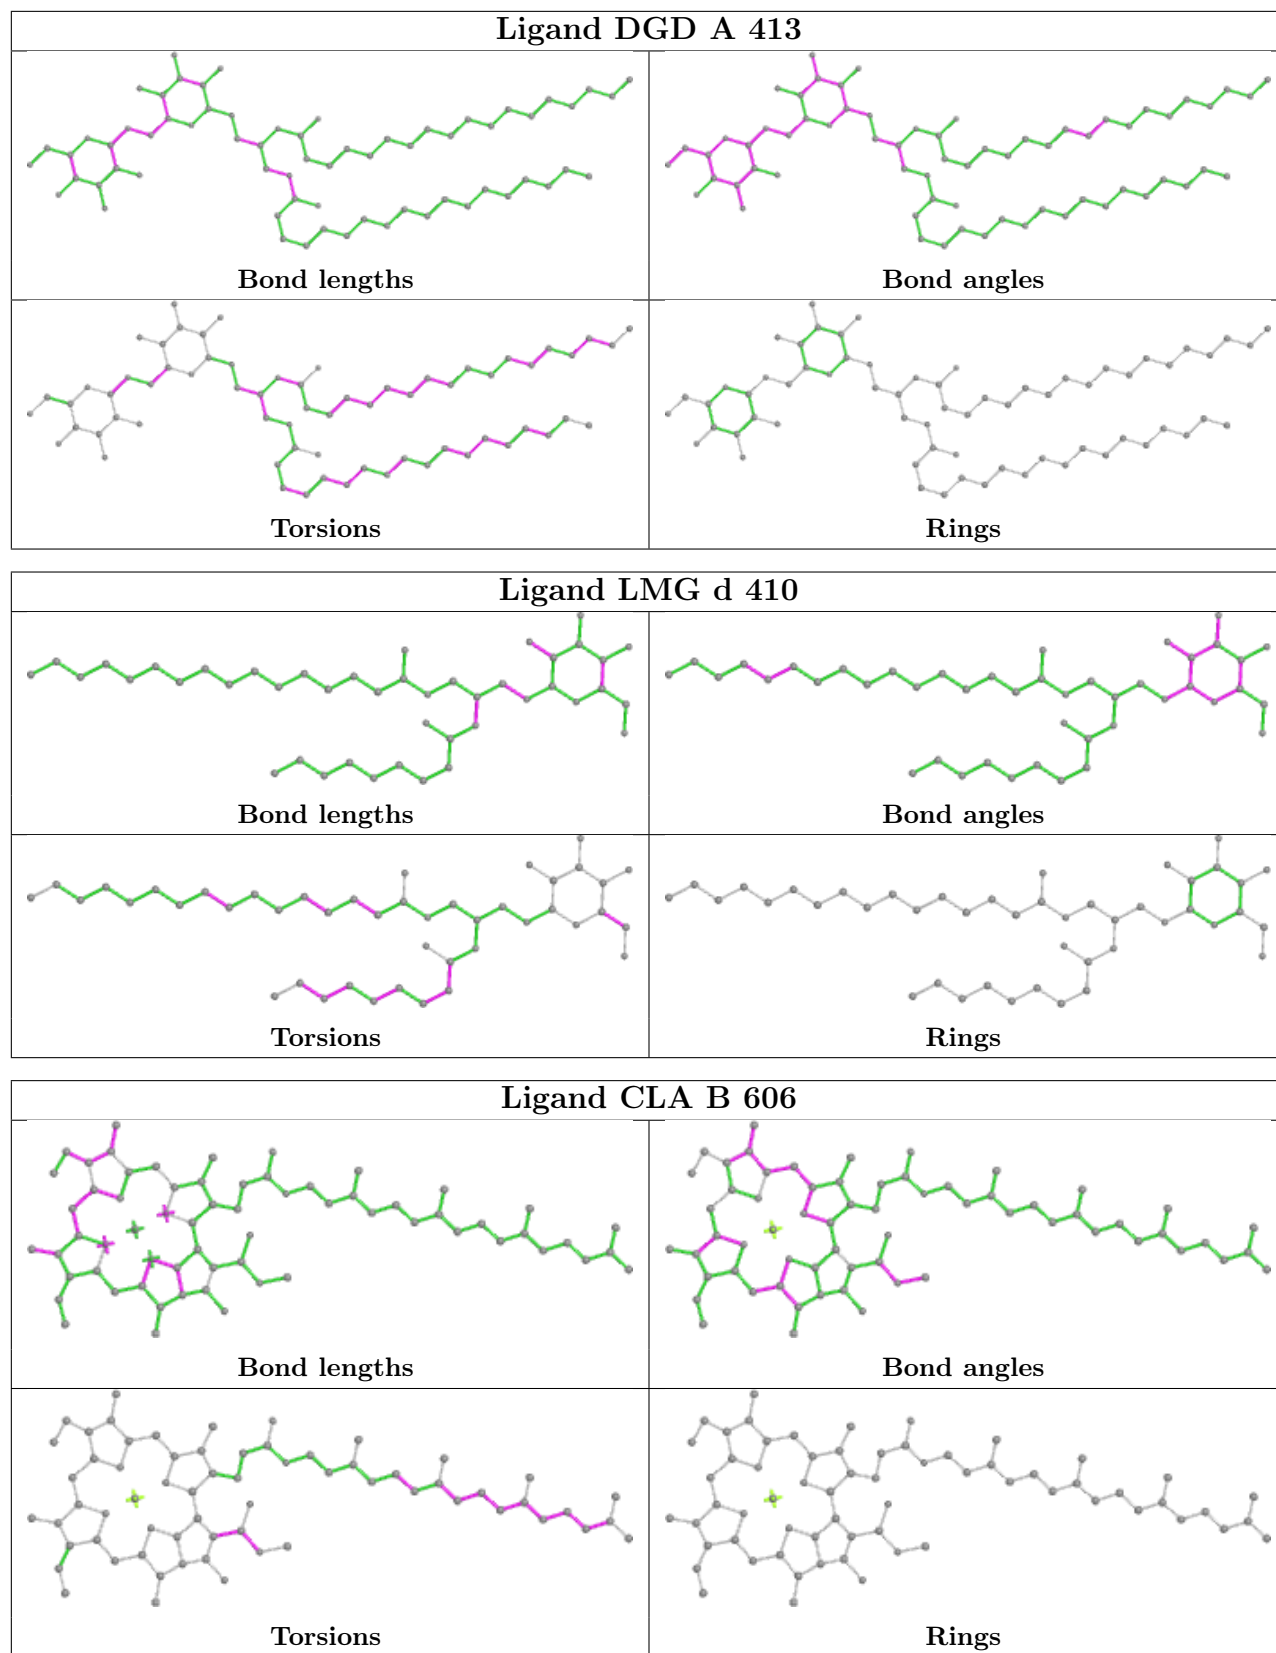 Ligand DGD A 413
Bond lengths
Bond angles
Torsions
Rings
Ligand LMG d 410
Bond lengths
Bond angles
Torsions
Rings
Ligand CLA B 606
Bond lengths
Bond angles
Torsions
Rings